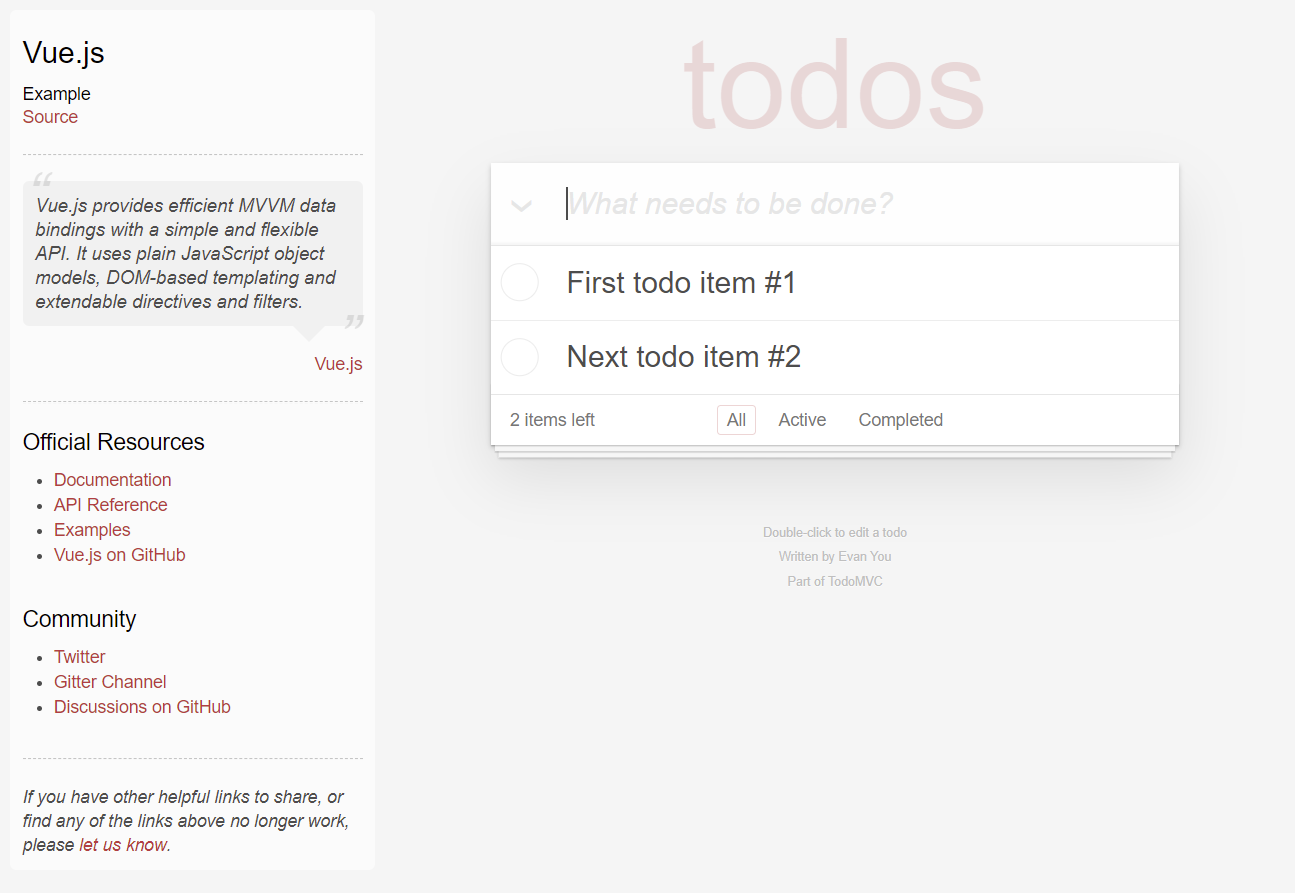 Vue.js
Example
Source
“
Vue.js provides efficient MVVM data
bindings with a simple and flexible
API. It uses plain JavaScript object
models, DOM-based templating and
extendable directives and filters.
”
Vue.js
Official Resources
Documentation
API Reference
Examples
Vue.js on GitHub
Community
Twitter
Gitter Channel
Discussions on GitHub
If you have other helpful links to share, or
find any of the links above no longer work,
please let us know.
todos
What needs to be done?
First todo item #1
Next todo item #2
2 items left All Active Completed
Double-click to edit a todo
Written by Evan You
Part of TodoMVC